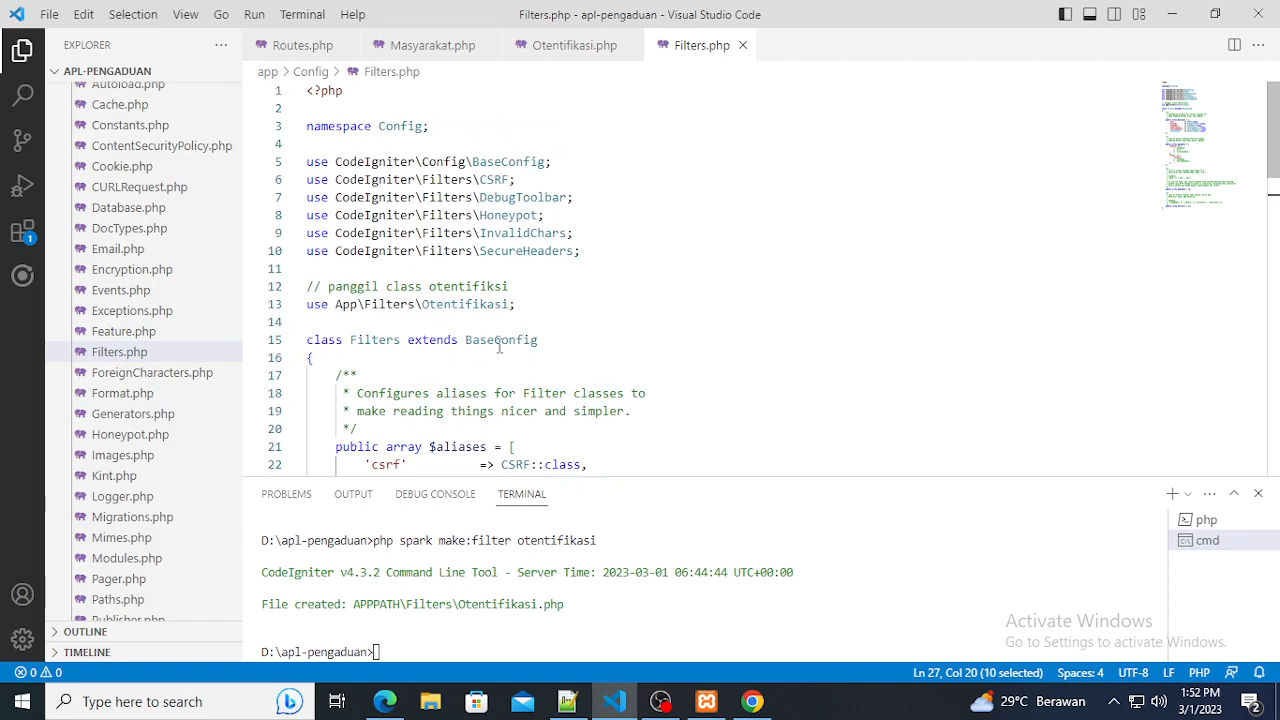 File Edit Selection View Go Run Terminal Help
Filters.php - apl-pengaduan - Visual Studio Code
EXPLORER
APL-PENGADUAN
Autoload.php
Cache.php
Constants.php
ContentSecurityPolicy.php
Cookie.php
CURLRequest.php
Database.php
DocTypes.php
Email.php
Encryption.php
Events.php
Exceptions.php
Feature.php
Filters.php
ForeignCharacters.php
Format.php
Generators.php
Honeypot.php
Images.php
Kint.php
Logger.php
Migrations.php
Mimes.php
Modules.php
Pager.php
Paths.php
Publisher.php
OUTLINE
TIMELINE
1
Routes.php Masyarakat.php Otentifikasi.php Filters.php
app > Config > Filters.php
1 <?php
2
3 namespace Config;
4
5 use CodeIgniter\Config\BaseConfig;
6 use CodeIgniter\Filters\CSRF;
7 use CodeIgniter\Filters\DebugToolbar;
8 use CodeIgniter\Filters\Honeypot;
9 use CodeIgniter\Filters\InvalidChars;
10 use CodeIgniter\Filters\SecureHeaders;
11
12 // panggil class otentifiksi
13 use App\Filters\Otentifikasi;
14
15 class Filters extends BaseConfig
16 {
17 /**
18 * Configures aliases for Filter classes to
19 * make reading things nicer and simpler.
20 */
21 public array $aliases = [
22 'csrf' => CSRF::class,
PROBLEMS OUTPUT DEBUG CONSOLE TERMINAL
D:\apl-pengaduan>php spark make:filter otentifikasi
CodeIgniter v4.3.2 Command Line Tool - Server Time: 2023-03-01 06:44:44 UTC+00:00
File created: APPPATH\Filters\Otentifikasi.php
D:\apl-pengaduan>
php
cmd
Activate Windows
Go to Settings to activate Windows.
0 0
Ln 27, Col 20 (10 selected) Spaces: 4 UTF-8 LF PHP
Type here to search
29°C Berawan
1:52 PM
3/1/2023
2